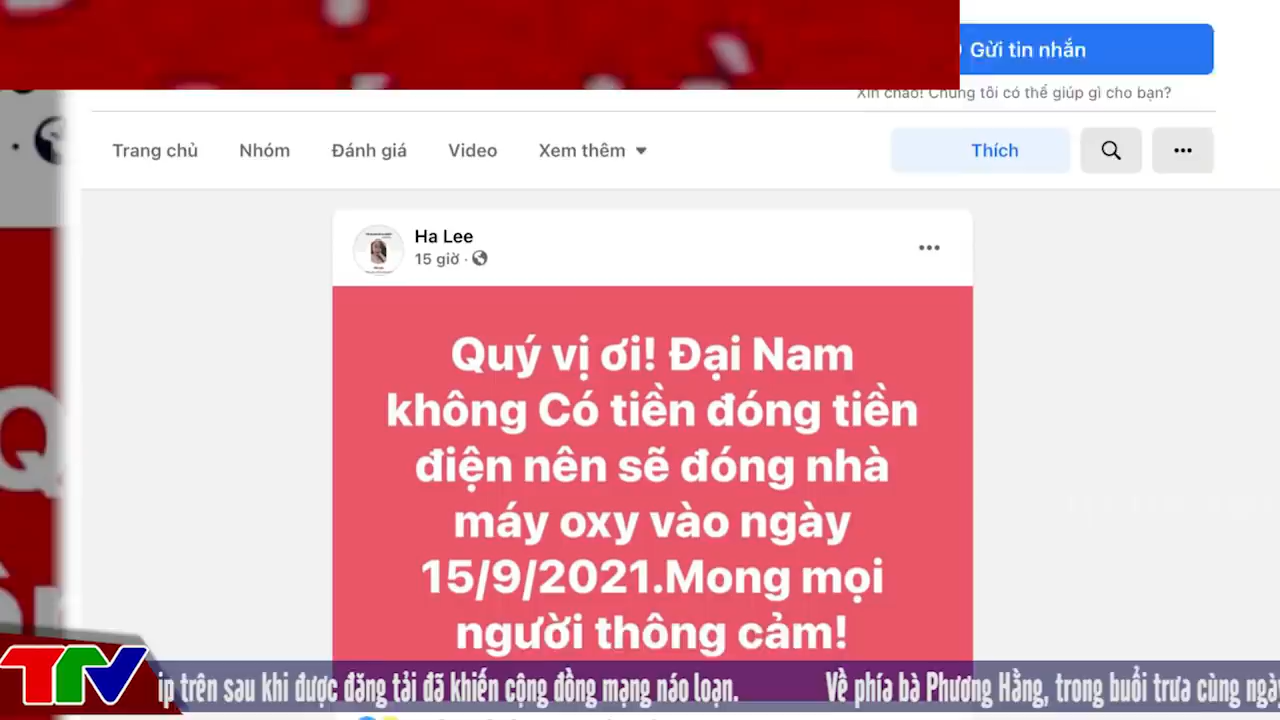 Gửi tin nhắn
Xin chào! Chúng tôi có thể giúp gì cho bạn?
Trang chủ Nhóm Đánh giá Video Xem thêm Thích
Ha Lee
15 giờ ·
Quý vị ơi! Đại Nam
không Có tiền đóng tiền
điện nên sẽ đóng nhà
máy oxy vào ngày
15/9/2021.Mong mọi
người thông cảm!
TTV
ip trên sau khi được đăng tải đã khiến cộng đồng mạng náo loạn. Về phía bà Phương Hằng, trong buổi trưa cùng ngày